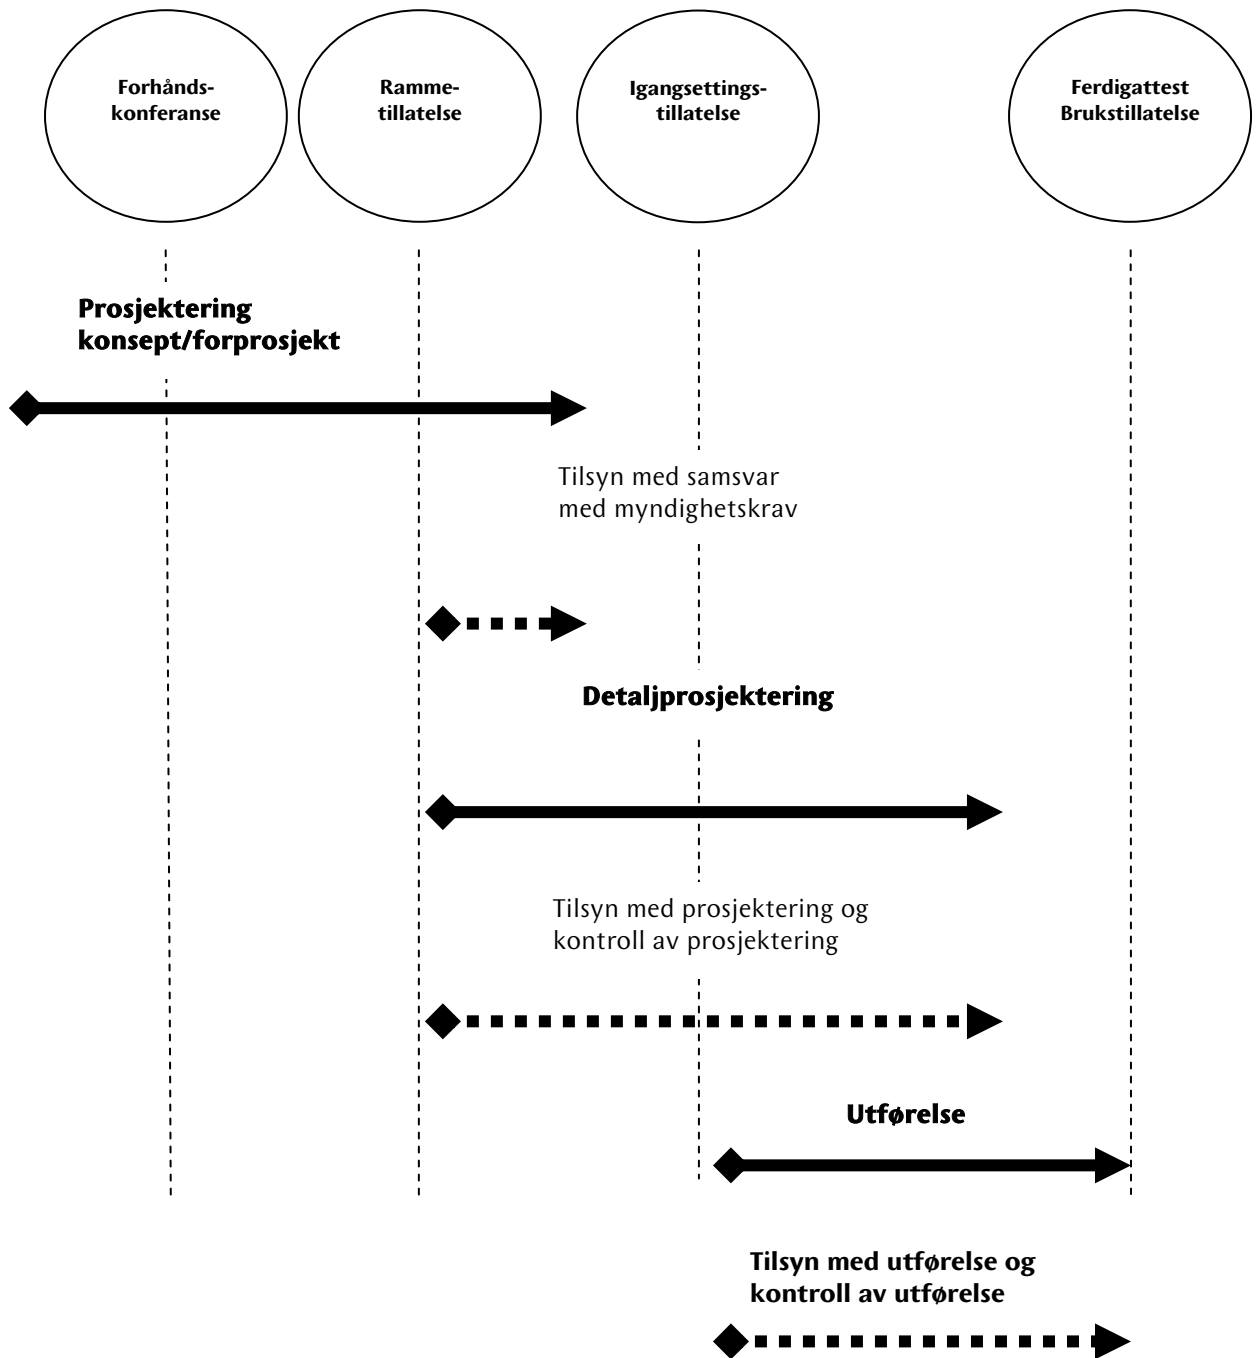 Forhånds-
konferanse
Ramme-
tillatelse
Igangsettings-
tillatelse
Ferdigattest
Brukstillatelse
Prosjektering
konsept/forprosjekt
Tilsyn med samsvar
med myndighetskrav
Detaljprosjektering
Tilsyn med prosjektering og
kontroll av prosjektering
Utførelse
Tilsyn med utførelse og
kontroll av utførelse